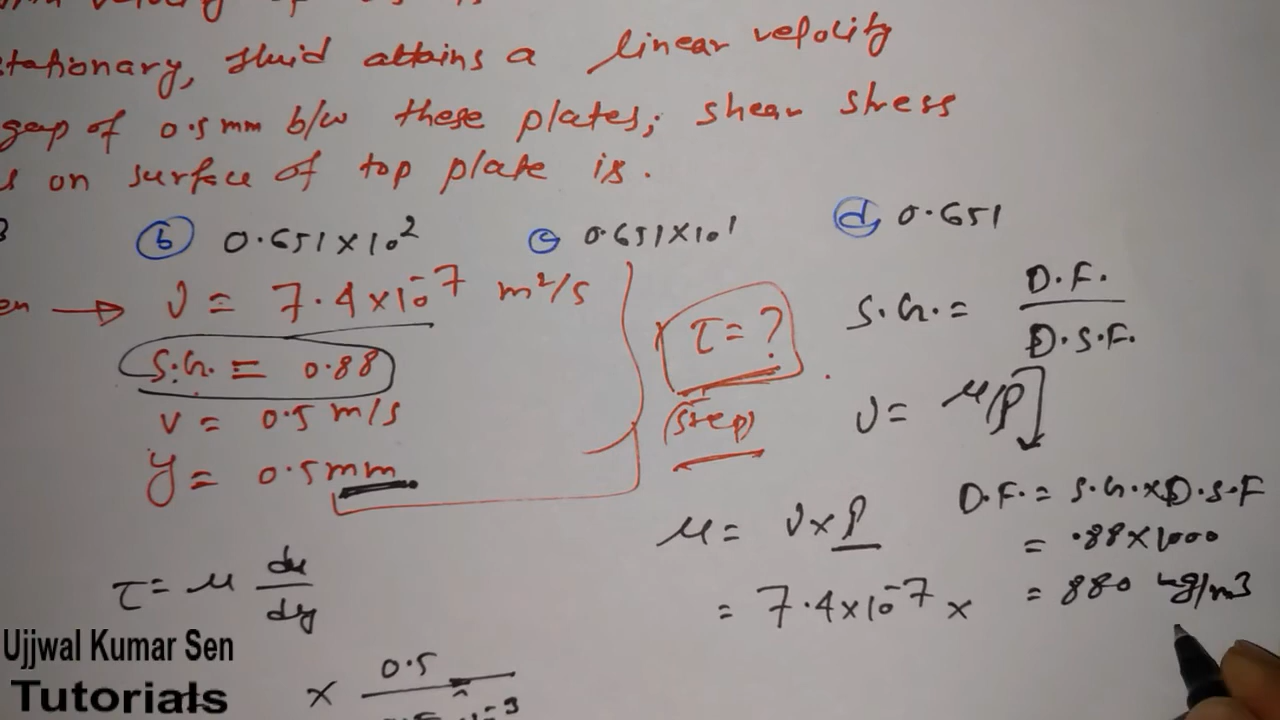 velocity of
stationary, fluid attains a linear velocity
gap of 0.5 mm b/w these plates; shear stress
on surface of top plate is.
(b) 0.651×10² (c) 0.651×10¹ (d) 0.651
→ ν = 7.4×10⁻⁷ m²/s
S.G. = 0.88
v = 0.5 m/s
y = 0.5 mm
τ = ?
(step)
S.G. = D.F. / D.S.F.
ν = μ/ρ
D.F. = S.G. × D.S.F
= .88×1000
= 880 kg/m3
μ = ν×ρ
= 7.4×10⁻⁷ ×
τ = μ du/dy
× 0.5
Ujjwal Kumar Sen
Tutorials